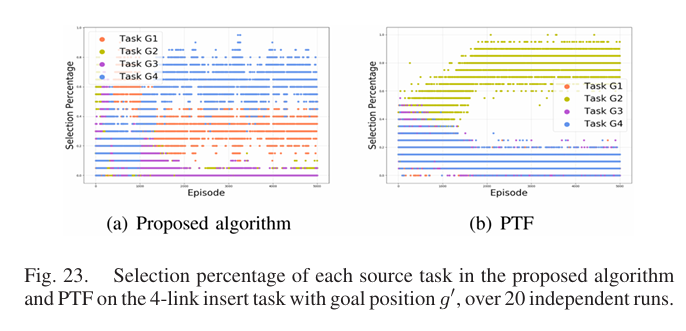 Task G1
Task G2
Task G3
Task G4
Selection Percentage
Episode
(a) Proposed algorithm
Task G1
Task G2
Task G3
Task G4
Selection Percentage
Episode
(b) PTF
Fig. 23. Selection percentage of each source task in the proposed algorithm
and PTF on the 4-link insert task with goal position g′, over 20 independent runs.